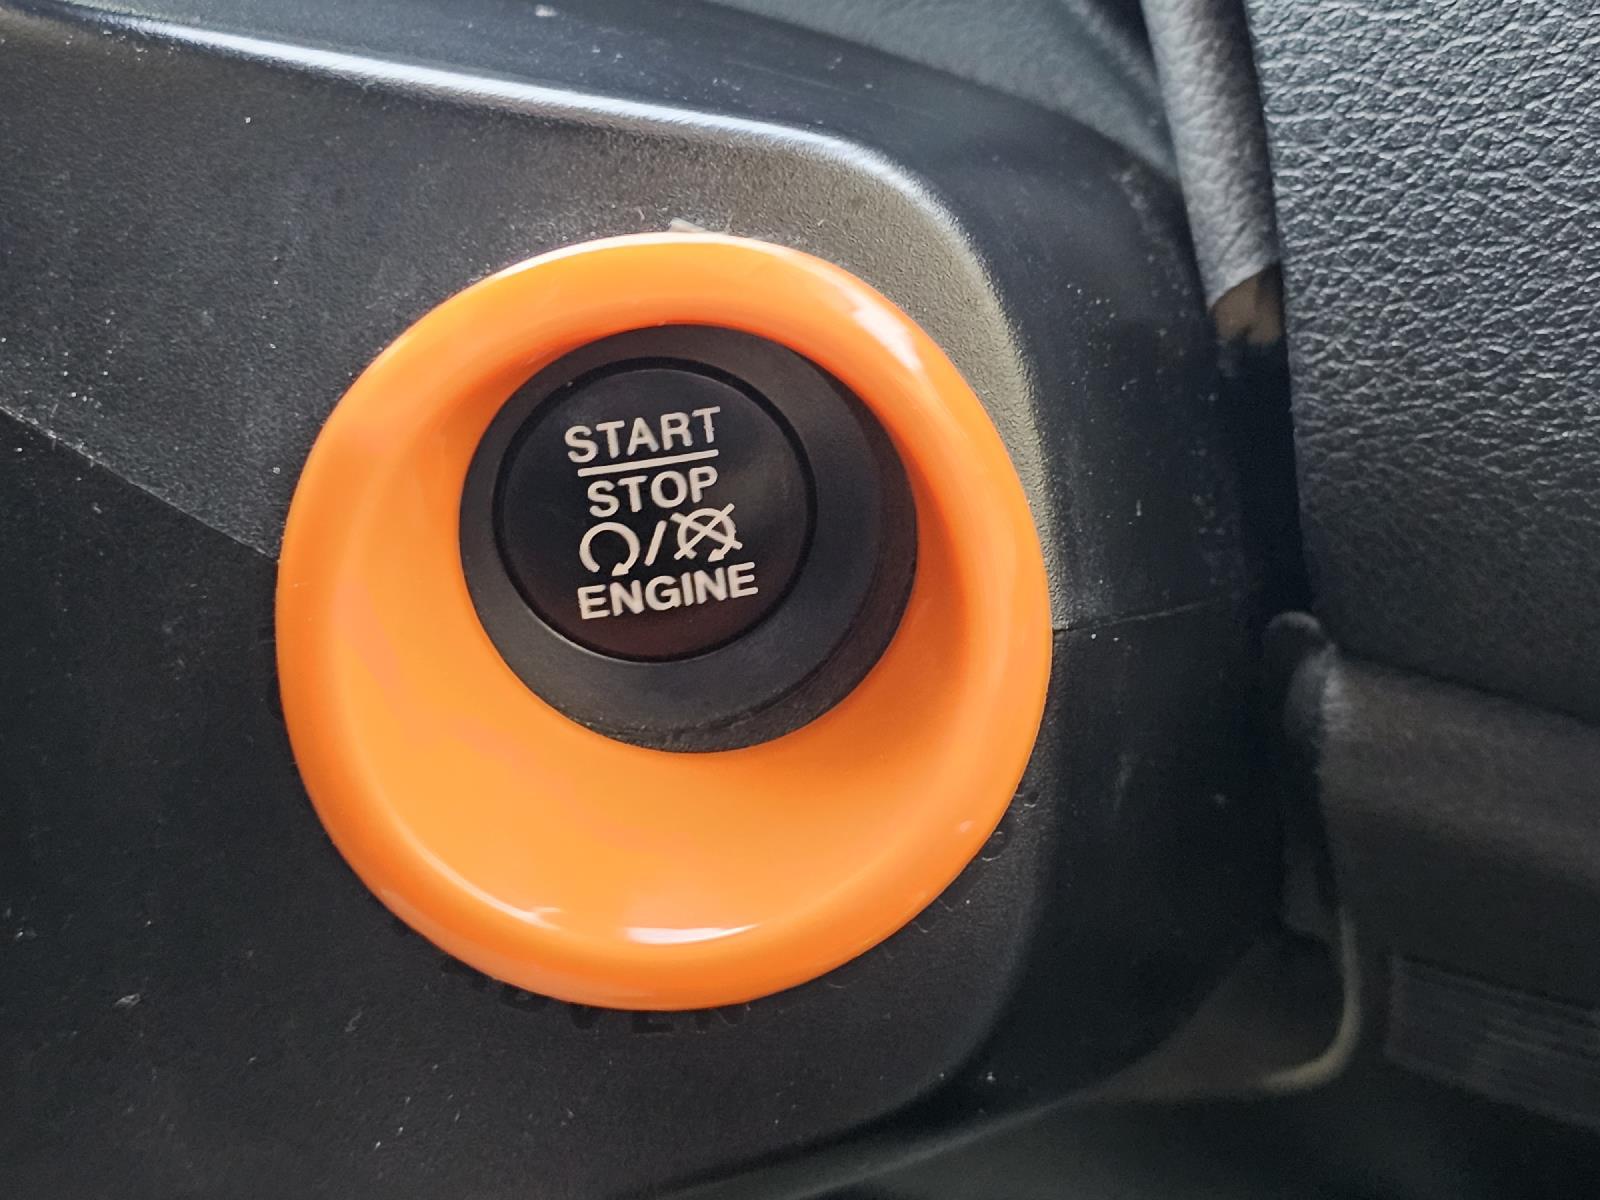 START
STOP
/
ENGINE